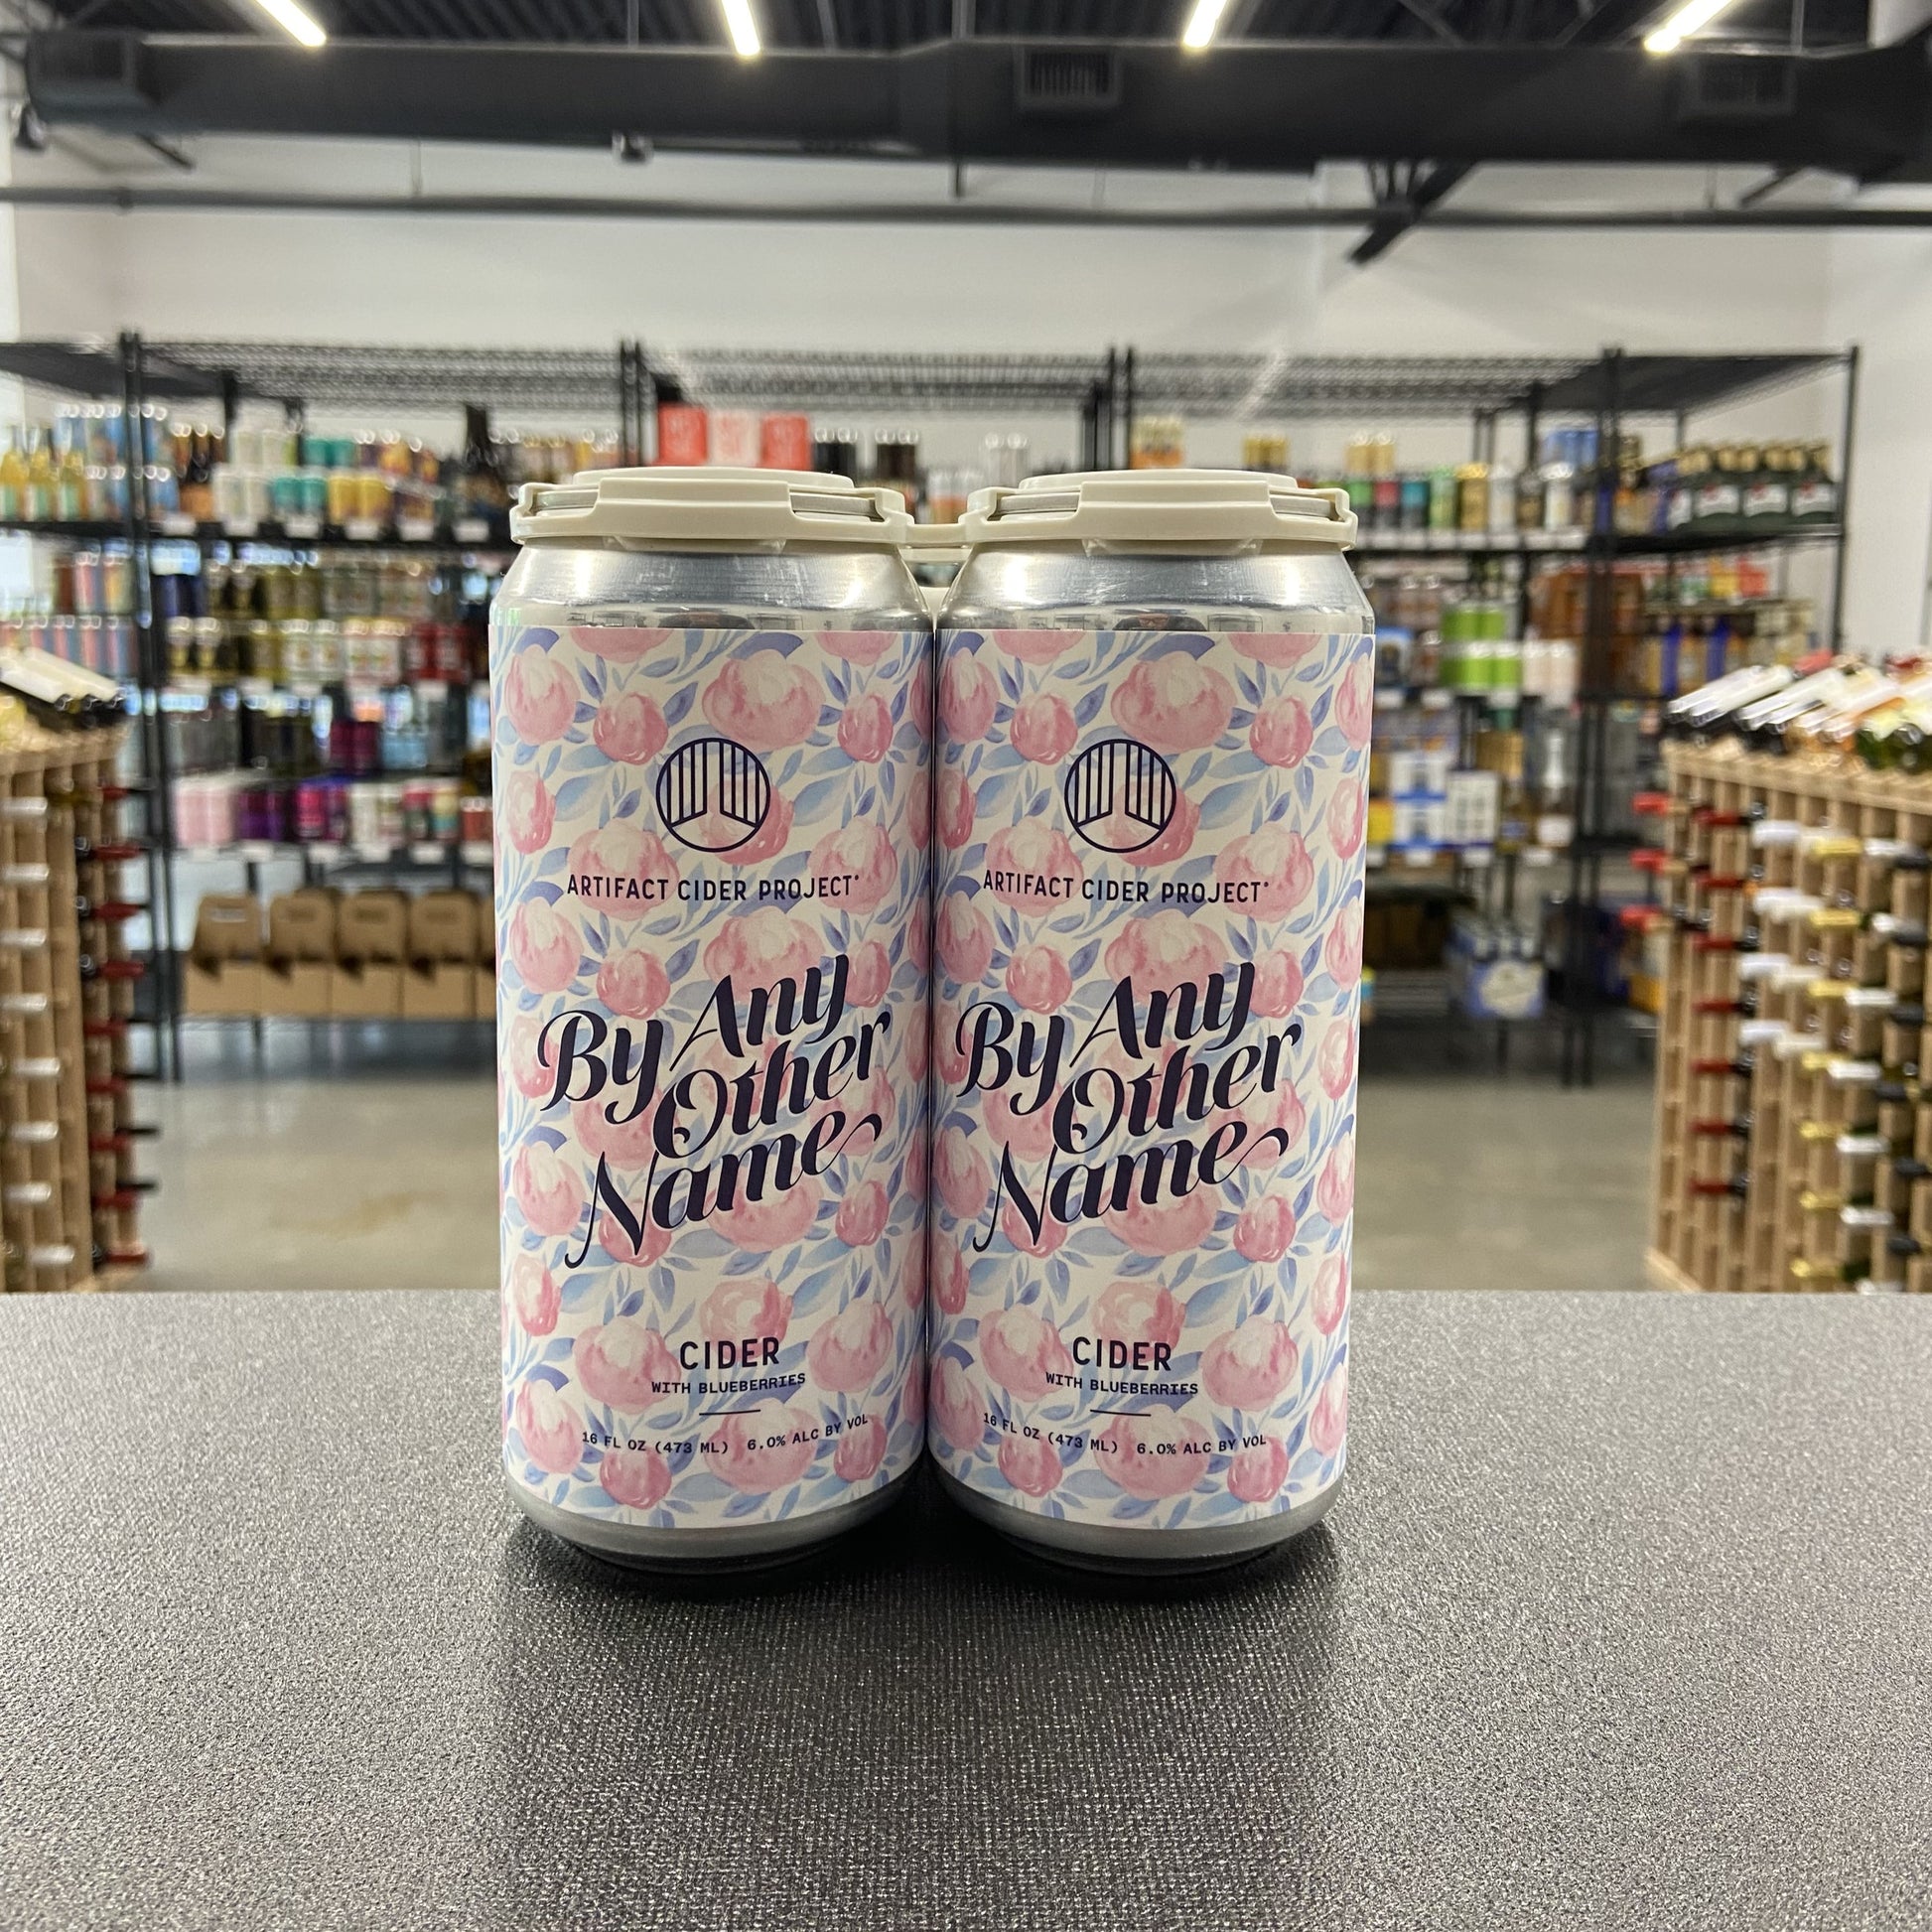 ARTIFACT CIDER PROJECT
By Any
Other
Name
CIDER
WITH BLUEBERRIES
16 FL OZ (473 ML) 6.0% ALC BY VOL
ARTIFACT CIDER PROJECT
By Any
Other
Name
CIDER
WITH BLUEBERRIES
16 FL OZ (473 ML) 6.0% ALC BY VOL